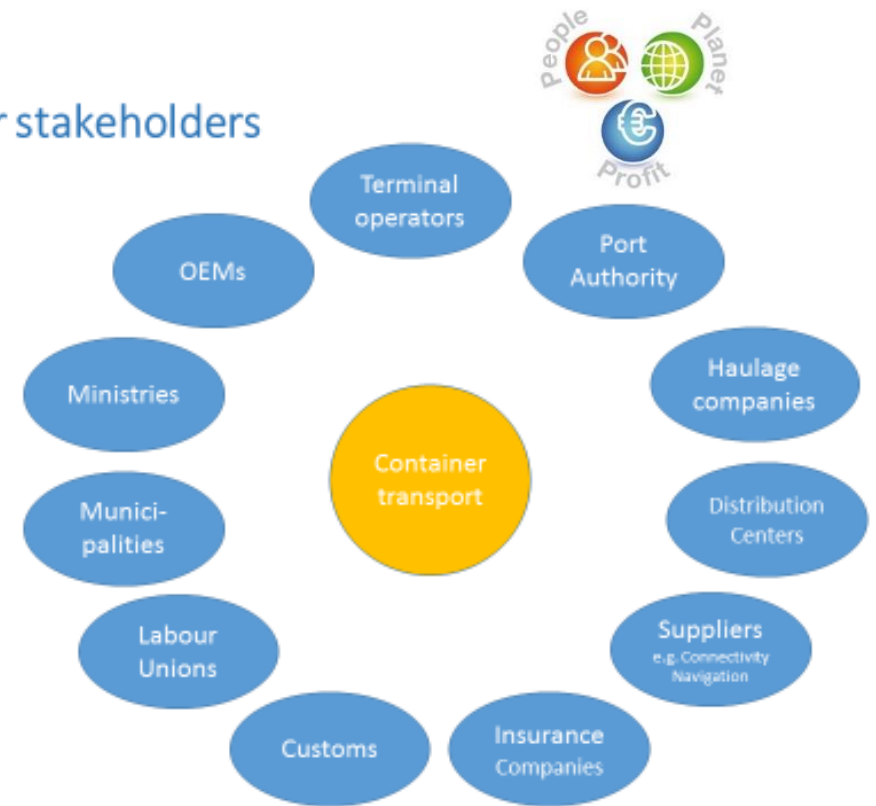 People
Planet
Profit
r stakeholders
Terminal
operators
Port
Authority
OEMs
Haulage
companies
Ministries
Container
transport
Distribution
Centers
Munici-
palities
Suppliers
e.g. Connectivity
Navigation
Labour
Unions
Insurance
Companies
Customs